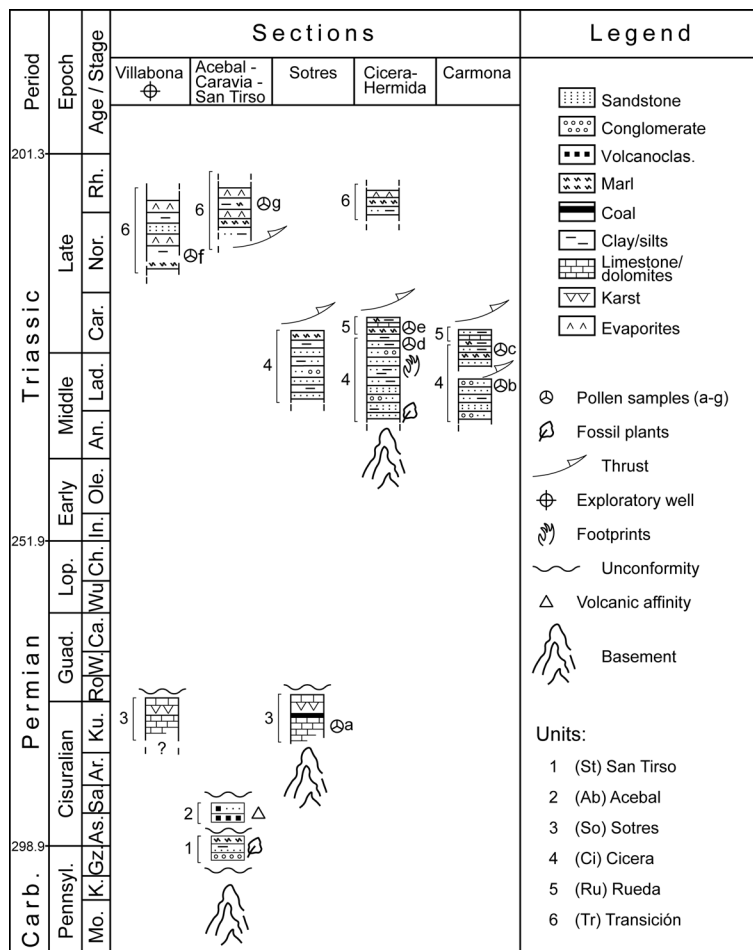 Period
Epoch
Age / Stage
Sections
Villabona
Acebal -
Caravia -
San Tirso
Sotres
Cicera-
Hermida
Carmona
201.3
251.9
298.9
Triassic
Permian
Carb.
Late
Middle
Early
Lop.
Guad.
Cisuralian
Pennsyl.
Rh.
Nor.
Car.
Lad.
An.
Ole.
In.
Ch.
Wu
Ca.
W.
Ro
Ku.
Ar.
Sa.
As.
Gz.
K.
Mo.
6
f
3
?
6
g
2
1
4
3
a
6
5
e
d
4
5
c
4
b
Legend
Sandstone
Conglomerate
Volcanoclas.
Marl
Coal
Clay/silts
Limestone/
dolomites
Karst
Evaporites
Pollen samples (a-g)
Fossil plants
Thrust
Exploratory well
Footprints
Unconformity
Volcanic affinity
Basement
Units:
1 (St) San Tirso
2 (Ab) Acebal
3 (So) Sotres
4 (Ci) Cicera
5 (Ru) Rueda
6 (Tr) Transición